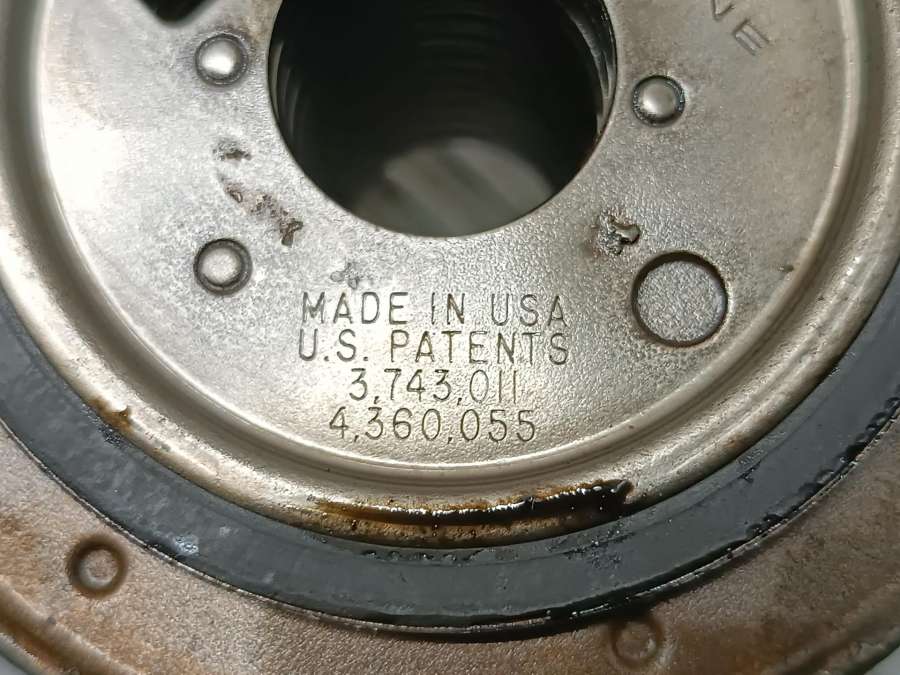 MADE IN USA
U.S. PATENTS
3,743,011
4,360,055